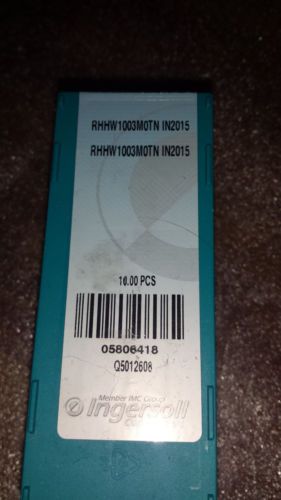 RHHW1003M0TN IN2015
RHHW1003M0TN IN2015
10.00 PCS
05806418
Q5012608
Member IMC Group
Ingersoll